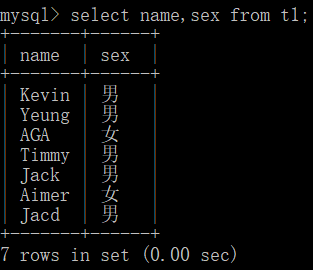 mysql> select name,sex from tl;
+-------+------+
| name | sex |
+-------+------+
| Kevin | 男 |
| Yeung | 男 |
| AGA | 女 |
| Timmy | 男 |
| Jack | 男 |
| Aimer | 女 |
| Jacd | 男 |
+-------+------+
7 rows in set (0.00 sec)